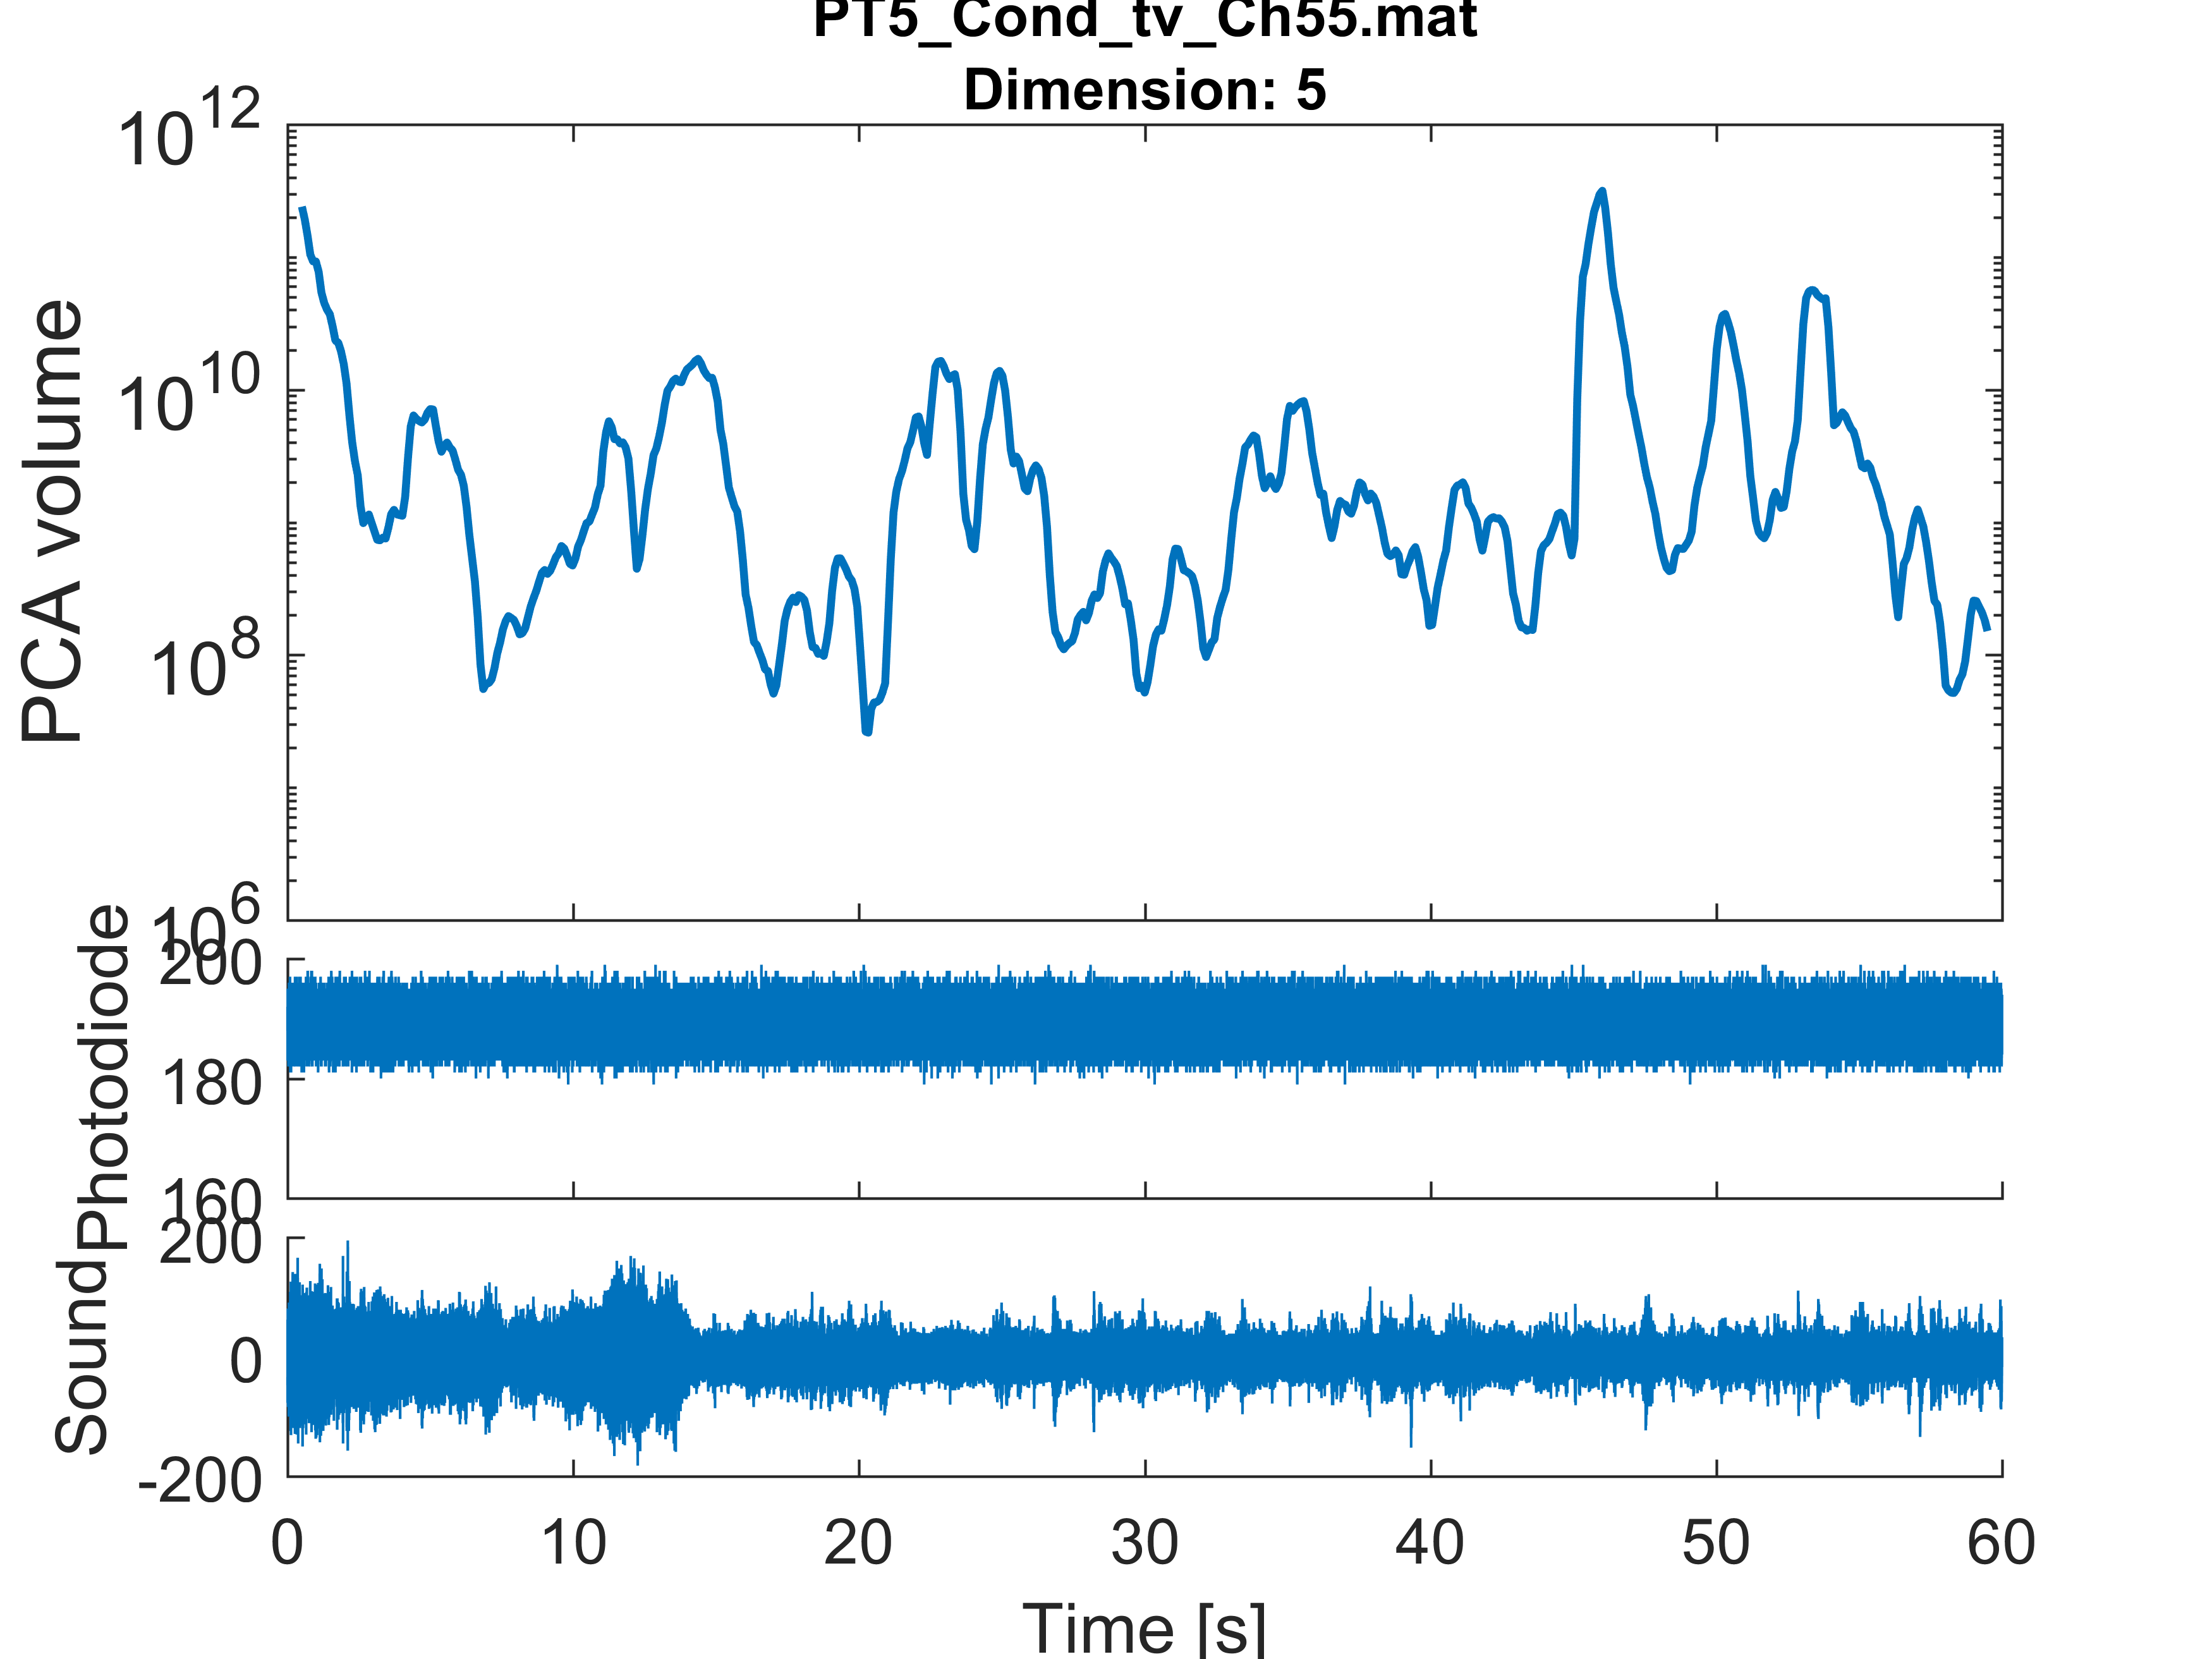 PT5_Cond_tv_Ch55.mat
Dimension: 5
PCA volume
10^12
10^10
10^8
10^6
Photodiode
200
180
160
Sound
200
0
-200
0 10 20 30 40 50 60
Time [s]